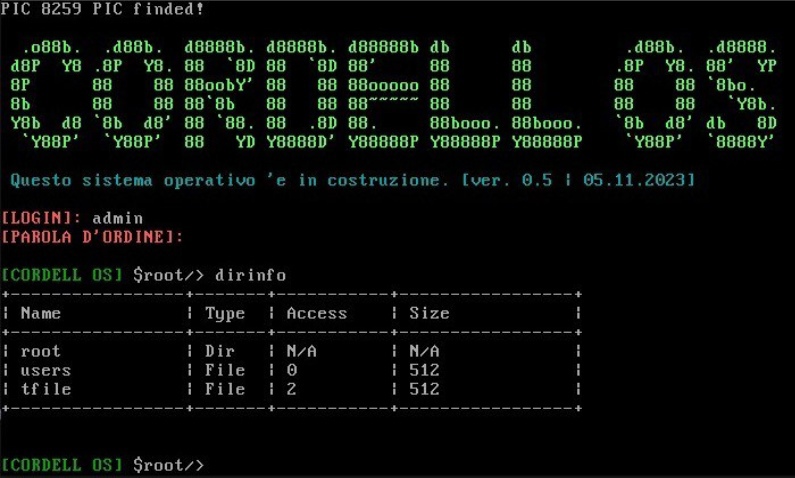 PIC 8259 PIC finded!
CORDELL OS
Questo sistema operativo 'e in costruzione. [ver. 0.5 | 05.11.2023]
[LOGIN]: admin
[PAROLA D'ORDINE]:
[CORDELL OS] $root/> dirinfo
| Name | Type | Access | Size |
| root | Dir | N/A | N/A |
| users | File | 0 | 512 |
| tfile | File | 2 | 512 |
[CORDELL OS] $root/>